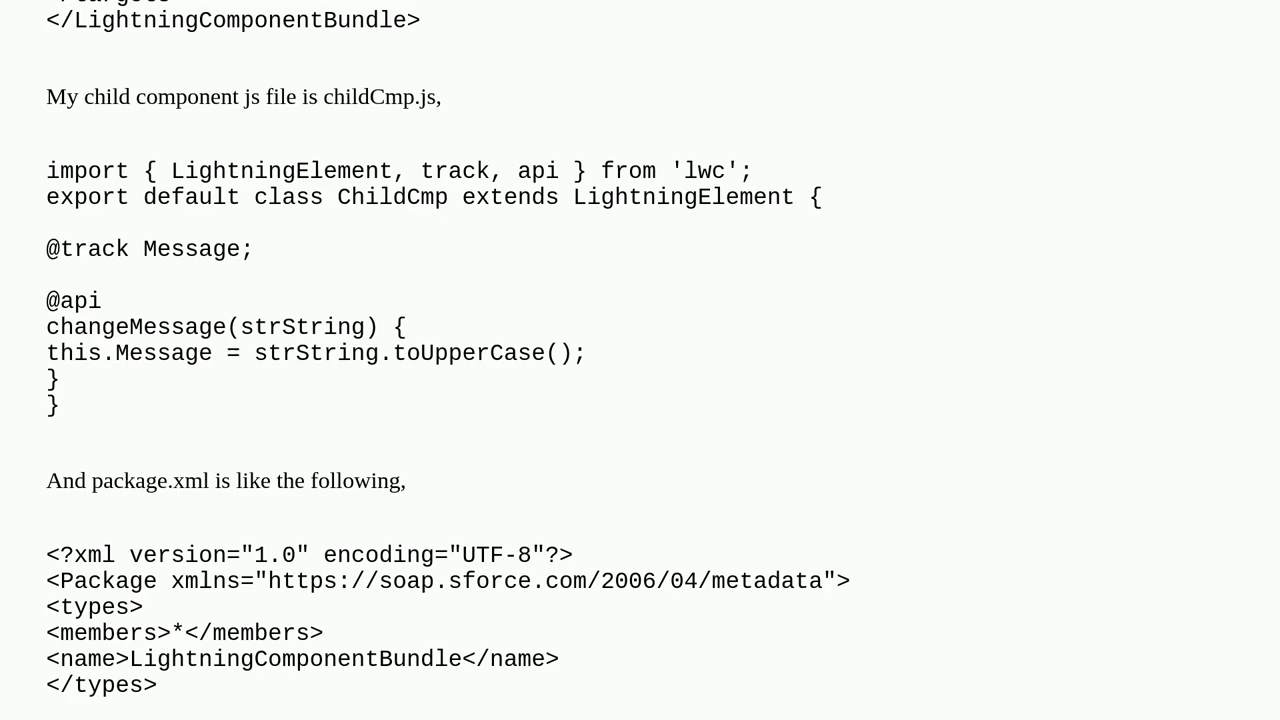 </LightningComponentBundle>
My child component js file is childCmp.js,
import { LightningElement, track, api } from 'lwc';
export default class ChildCmp extends LightningElement {
@track Message;
@api
changeMessage(strString) {
this.Message = strString.toUpperCase();
}
}
And package.xml is like the following,
<?xml version="1.0" encoding="UTF-8"?>
<Package xmlns="https://soap.sforce.com/2006/04/metadata">
<types>
<members>*</members>
<name>LightningComponentBundle</name>
</types>